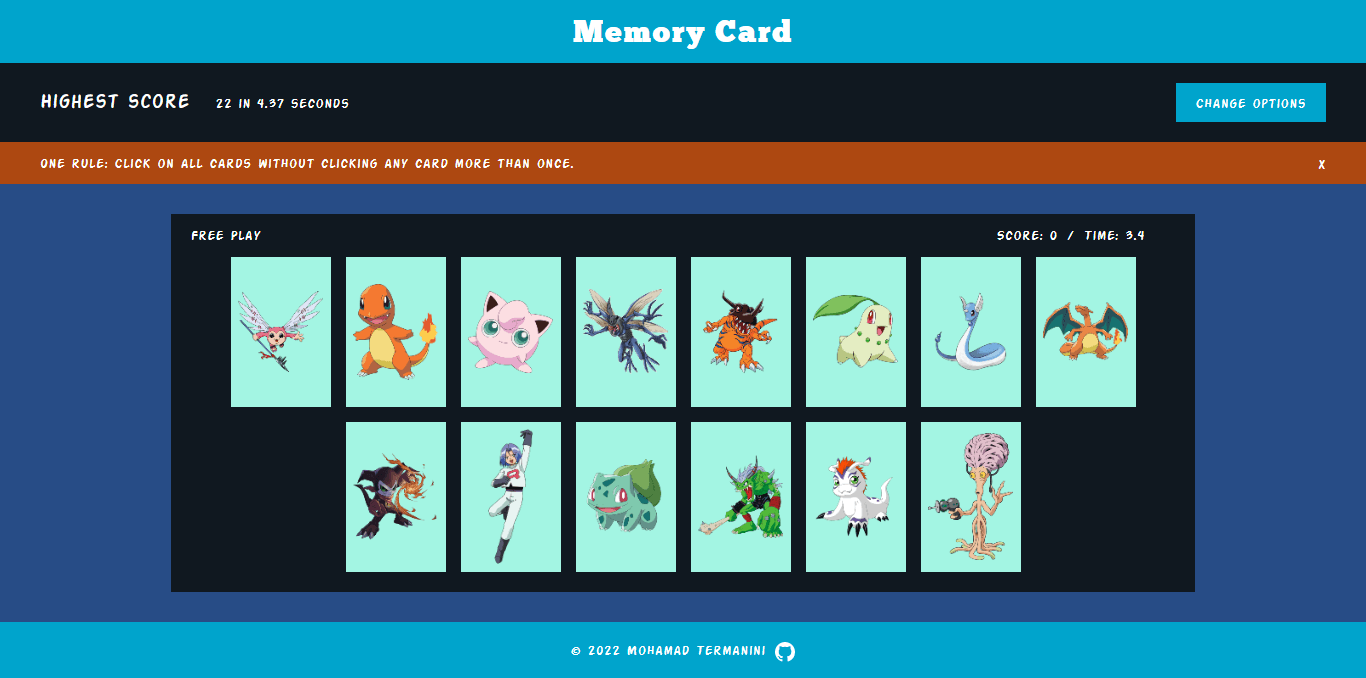 Memory Card
HIGHEST SCORE 22 IN 4.37 SECONDS
CHANGE OPTIONS
ONE RULE: CLICK ON ALL CARDS WITHOUT CLICKING ANY CARD MORE THAN ONCE.
X
FREE PLAY
SCORE: 0 / TIME: 3.4
© 2022 MOHAMAD TERMANINI